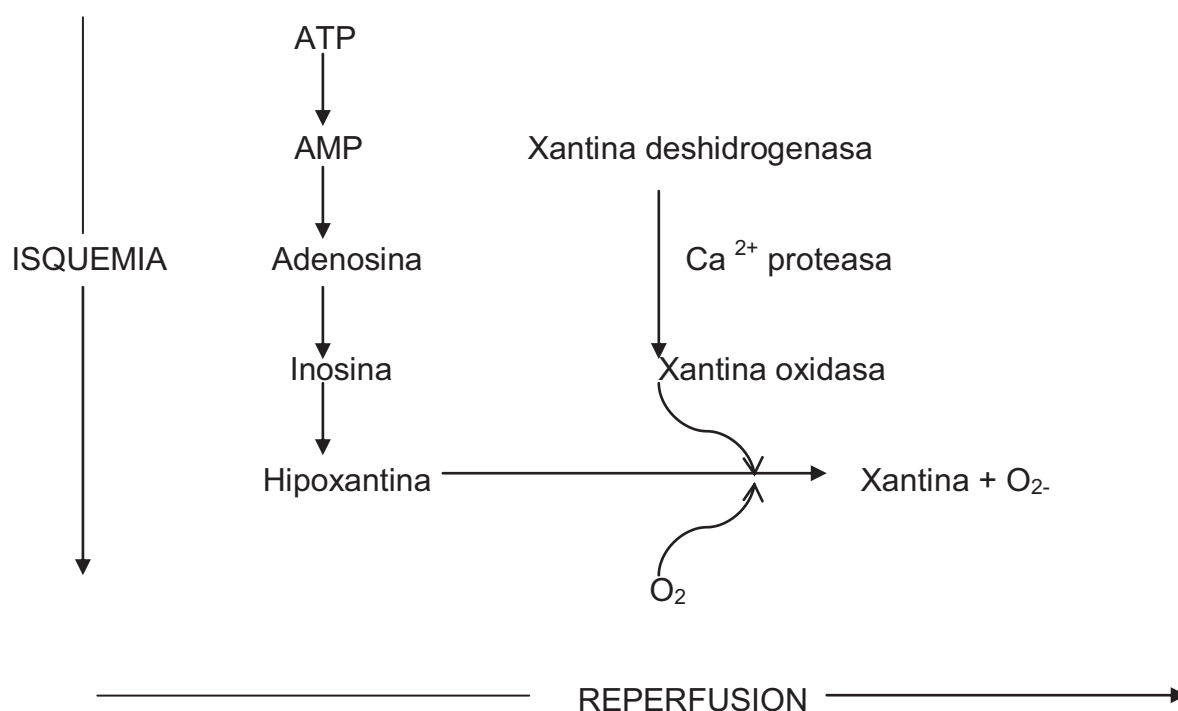 ATP
AMP
Xantina deshidrogenasa
ISQUEMIA
Adenosina
Ca 2+ proteasa
Inosina
Xantina oxidasa
Hipoxantina
Xantina + O2-
O2
REPERFUSION